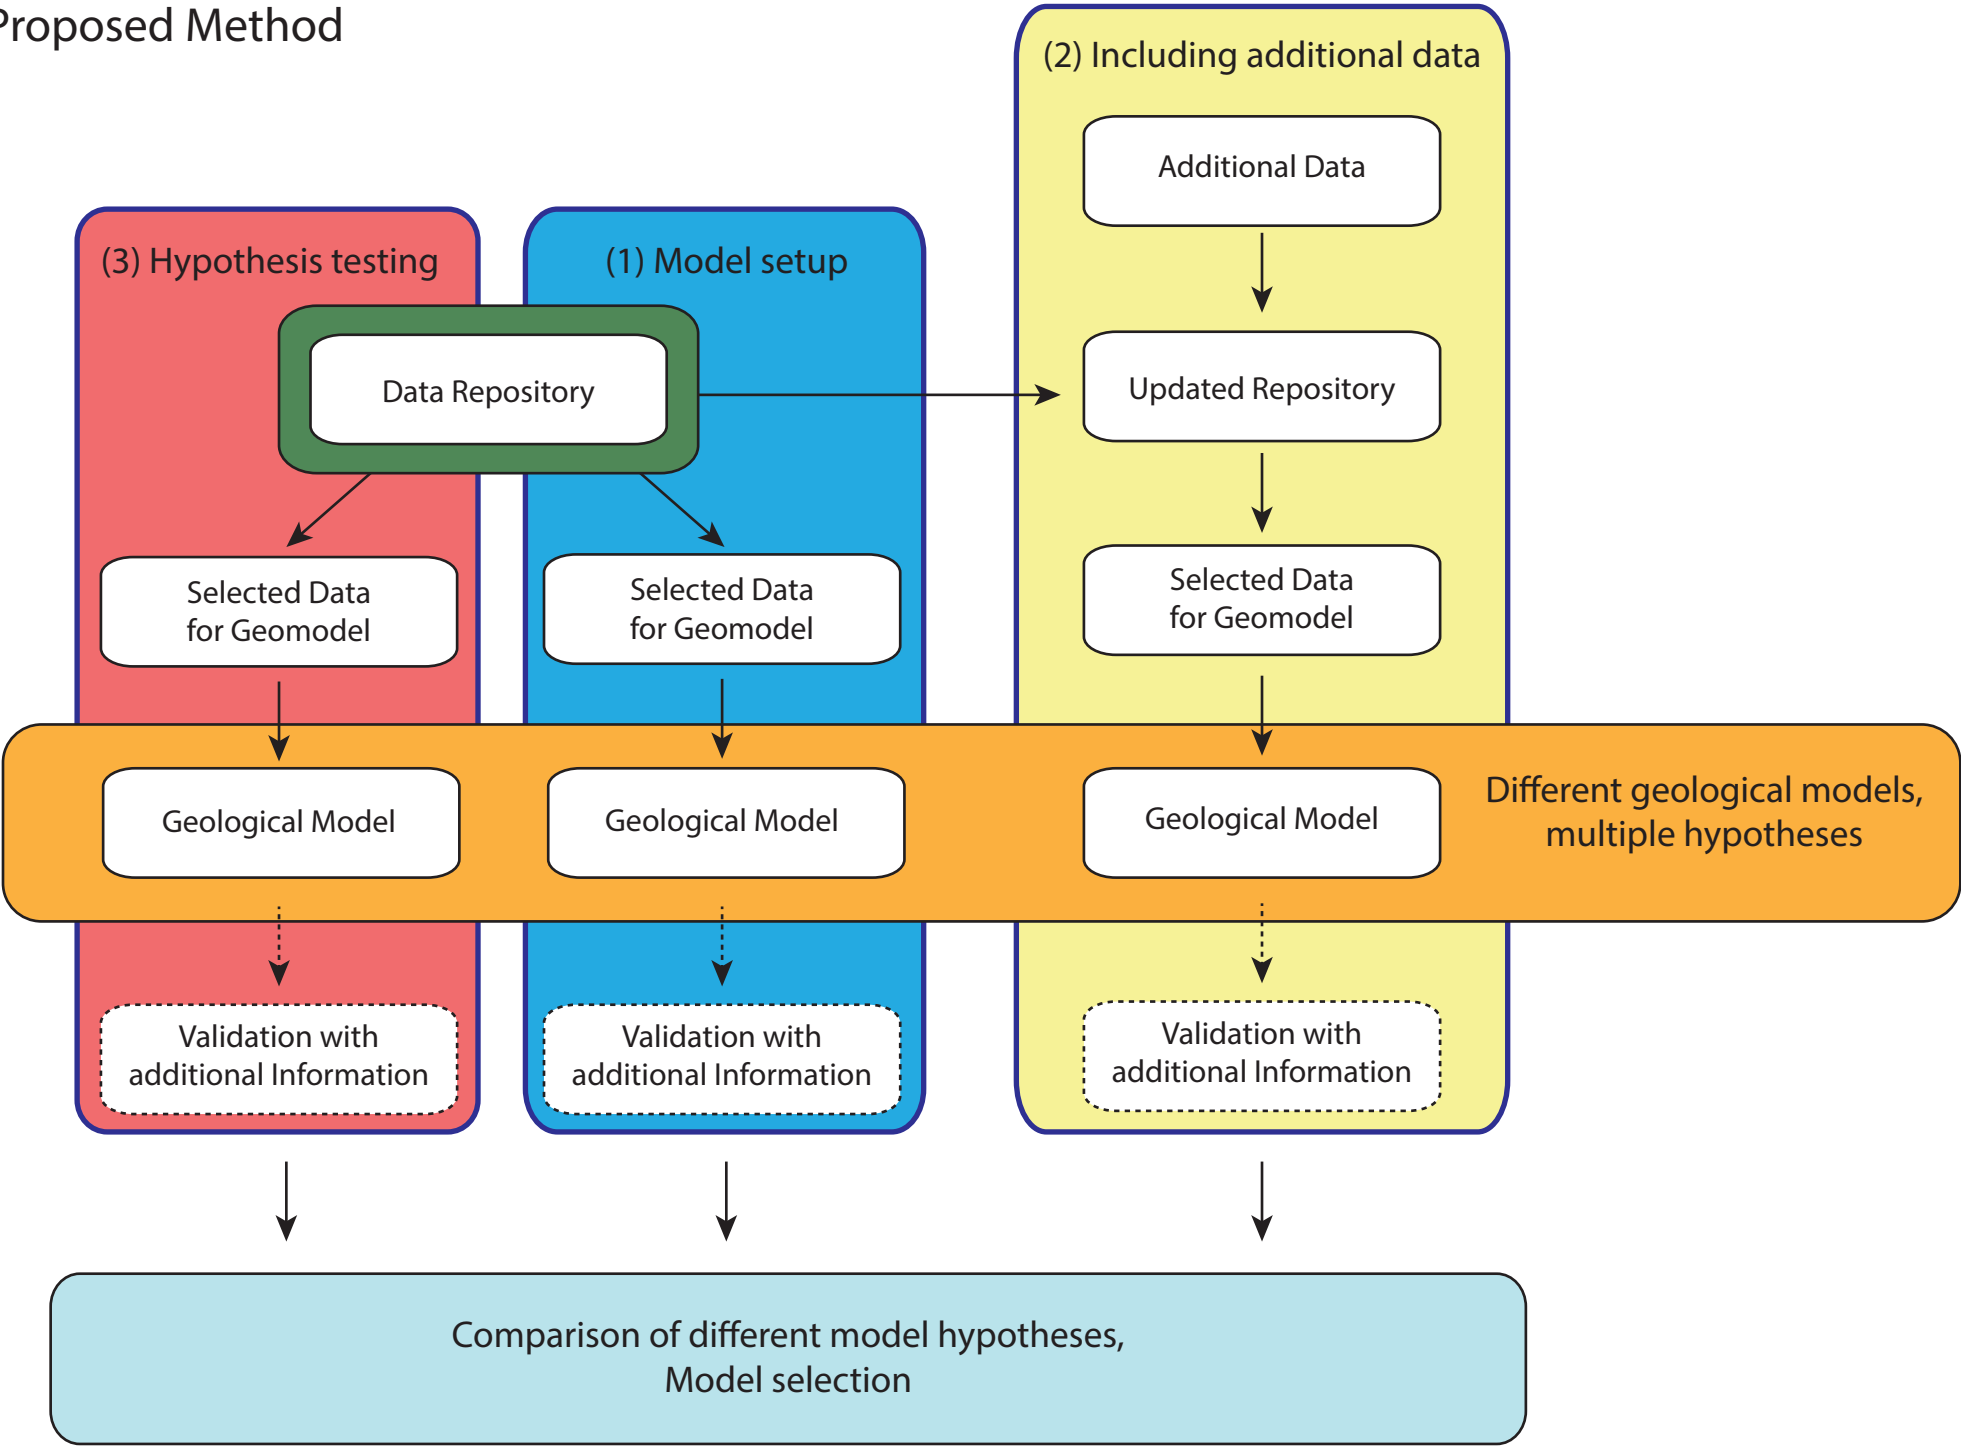 Proposed Method
(2) Including additional data
Additional Data
(3) Hypothesis testing
(1) Model setup
Data Repository
Updated Repository
Selected Data
for Geomodel
Selected Data
for Geomodel
Selected Data
for Geomodel
Geological Model
Geological Model
Geological Model
Different geological models,
multiple hypotheses
Validation with
additional Information
Validation with
additional Information
Validation with
additional Information
Comparison of different model hypotheses,
Model selection